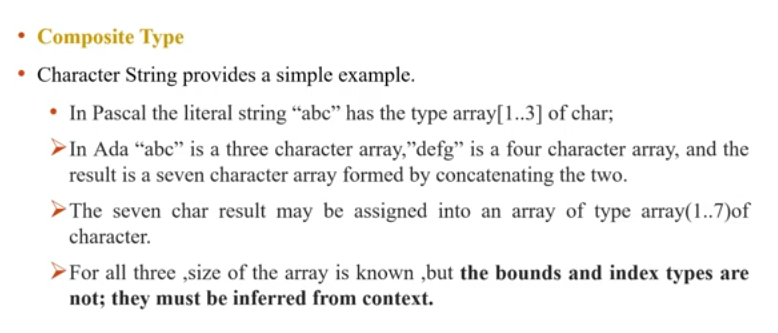 • Composite Type
• Character String provides a simple example.
• In Pascal the literal string “abc” has the type array[1..3] of char;
➢In Ada “abc” is a three character array,”defg” is a four character array, and the
result is a seven character array formed by concatenating the two.
➢The seven char result may be assigned into an array of type array(1..7)of
character.
➢For all three ,size of the array is known ,but the bounds and index types are
not; they must be inferred from context.